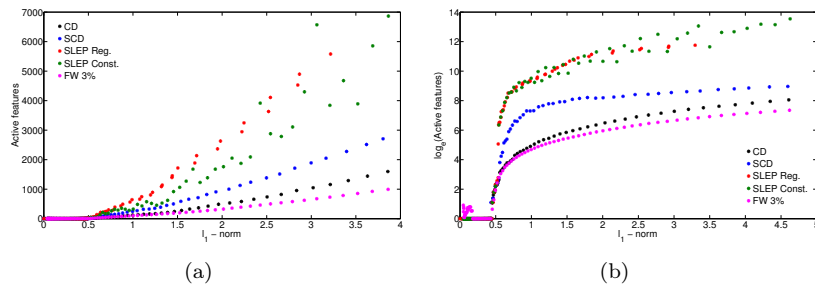 7000
6000
5000
4000
3000
2000
1000
0
Active features
CD
SCD
SLEP Reg.
SLEP Const.
FW 3%
0 0.5 1 1.5 2 2.5 3 3.5 4
l1 − norm
(a)
14
12
10
8
6
4
2
0
loge(Active features)
CD
SCD
SLEP Reg.
SLEP Const.
FW 3%
0 0.5 1 1.5 2 2.5 3 3.5 4 4.5 5
l1 − norm
(b)